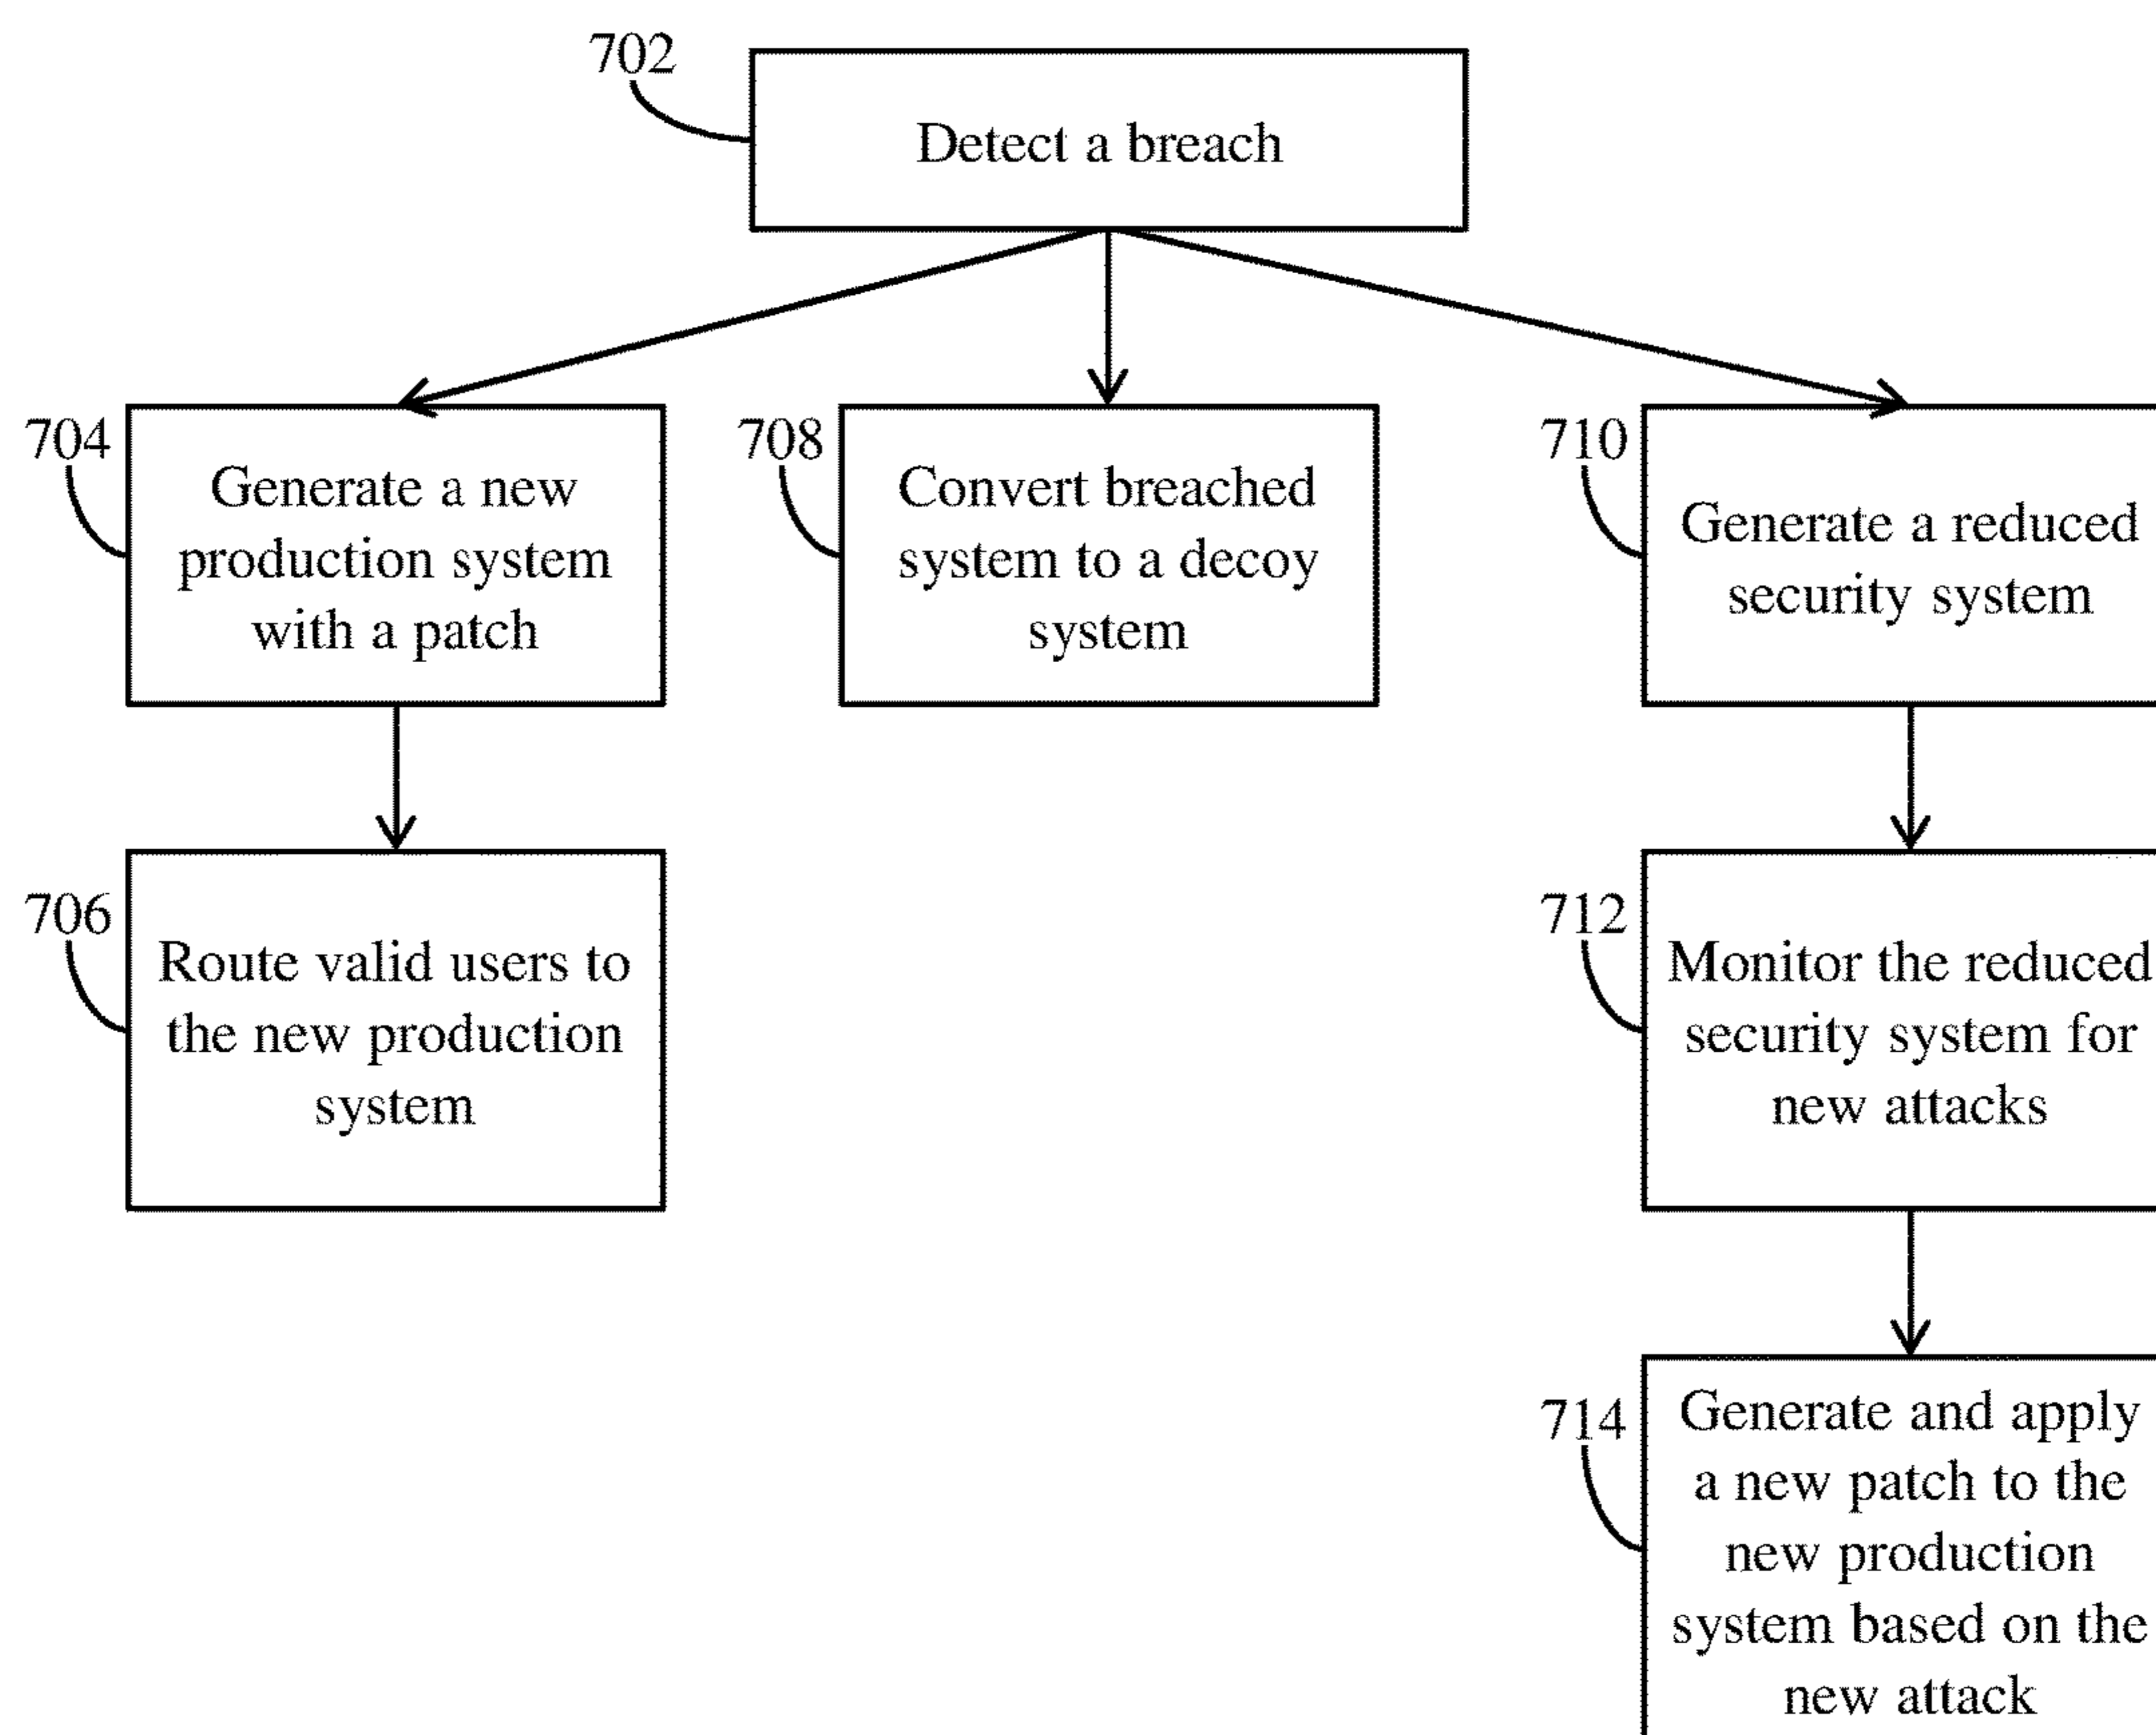 702
Detect a breach
704
Generate a new
production system
with a patch
708
Convert breached
system to a decoy
system
710
Generate a reduced
security system
706
Route valid users to
the new production
system
712
Monitor the reduced
security system for
new attacks
714
Generate and apply
a new patch to the
new production
system based on the
new attack